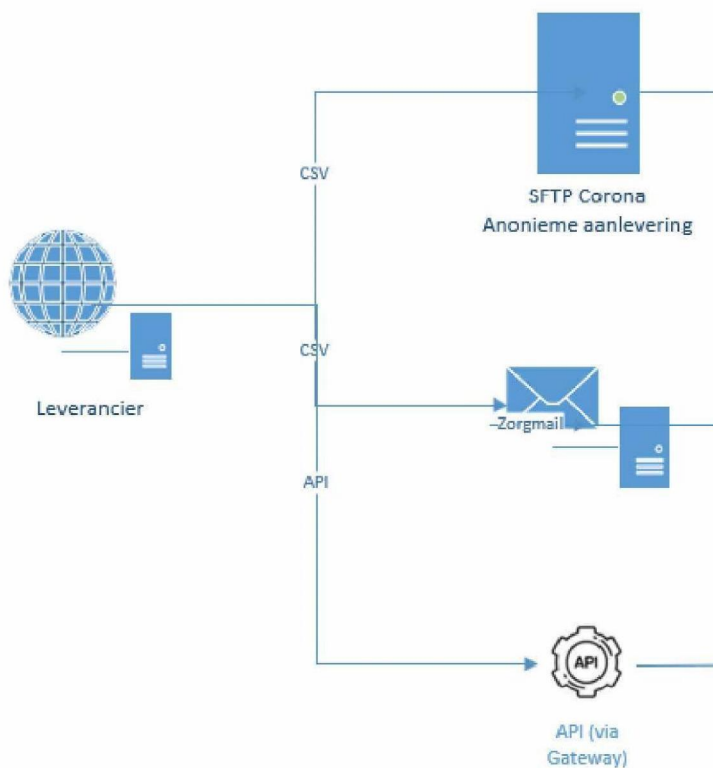 CSV
SFTP Corona
Anonieme aanlevering
CSV
Leverancier
Zorgmail
API
API
API (via
Gateway)